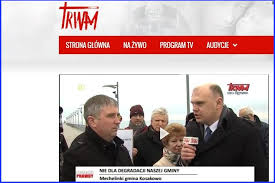 TRWAM
STRONA GŁÓWNA
NA ŻYWO
PROGRAM TV
AUDYCJE
TRWAM
NIE DLA DEGRADACJI NASZEJ GMINY
Mechelinki gmina Kosakowo